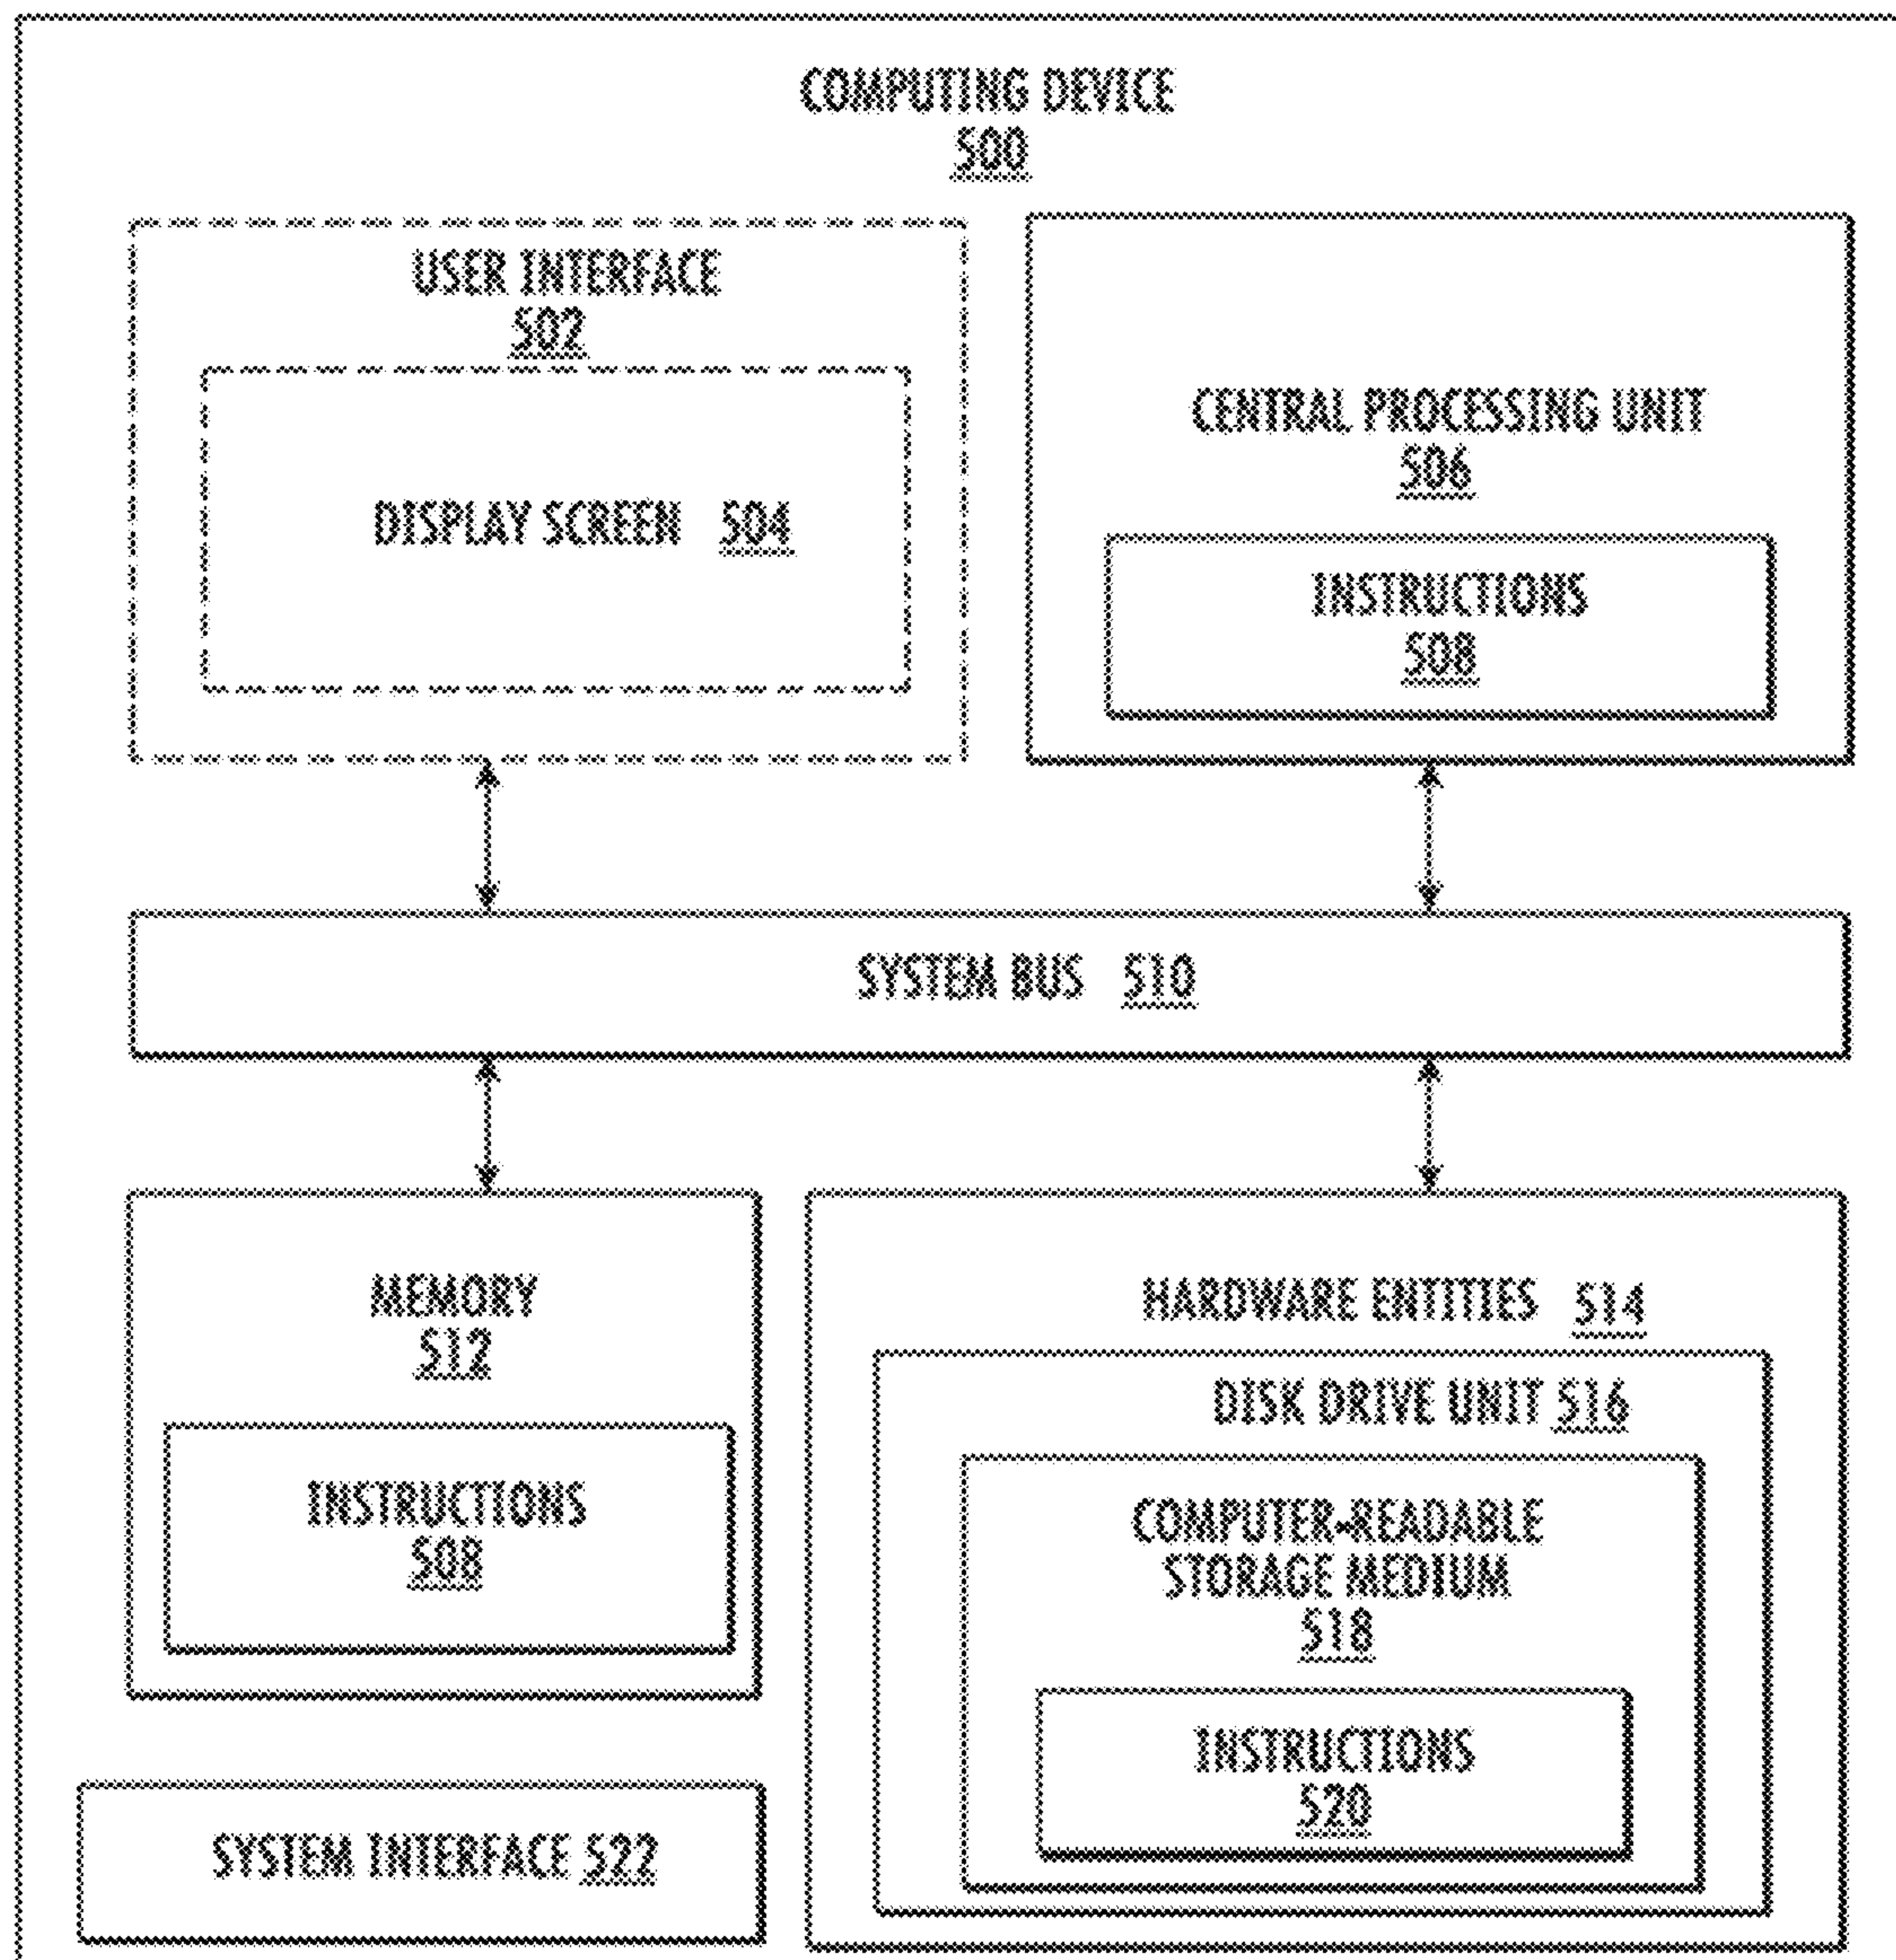 COMPUTING DEVICE
500
USER INTERFACE
502
DISPLAY SCREEN 504
CENTRAL PROCESSING UNIT
506
INSTRUCTIONS
508
SYSTEM BUS 510
MEMORY
512
INSTRUCTIONS
508
HARDWARE ENTITIES 514
DISK DRIVE UNIT 516
COMPUTER-READABLE
STORAGE MEDIUM
518
INSTRUCTIONS
520
SYSTEM INTERFACE 522